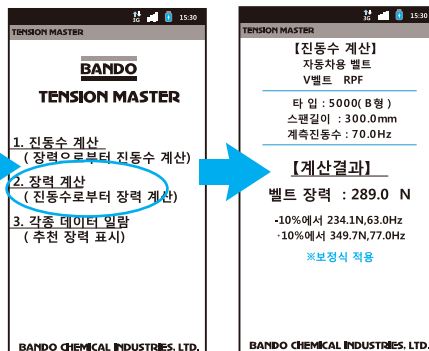 3G 15:30
TENSION MASTER
BANDO
TENSION MASTER
1. 진동수 계산
( 장력으로부터 진동수 계산)
2. 장력 계산
( 진동수로부터 장력 계산)
3. 각종 데이터 일람
( 추천 장력 표시)
BANDO CHEMICAL INDUSTRIES, LTD.
3G 15:30
TENSION MASTER
【진동수 계산】
자동차용 벨트
V벨트 RPF
타 입 : 5000( B형 )
스팬길이 : 300.0mm
계측진동수 : 70.0Hz
【계산결과】
벨트 장력 : 289.0 N
-10%에서 234.1N,63.0Hz
+10%에서 349.7N,77.0Hz
※보정식 적용
BANDO CHEMICAL INDUSTRIES, LTD.